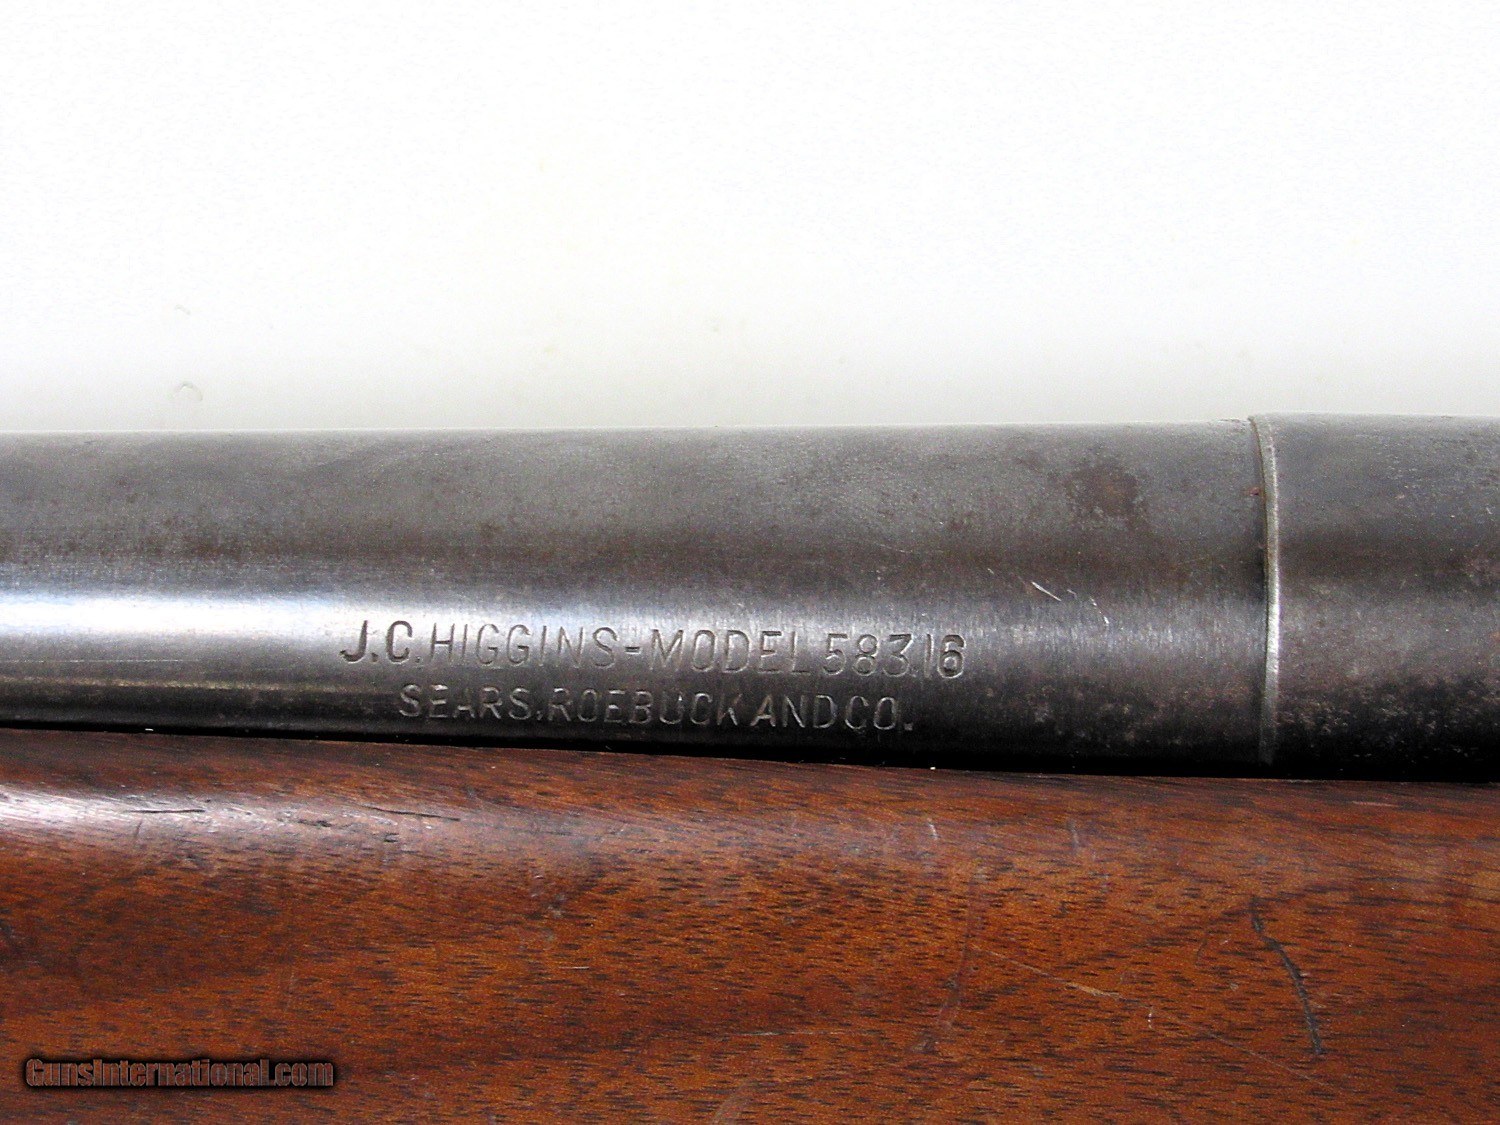 J.C. HIGGINS-MODEL 583.16
SEARS, ROEBUCK AND CO.
GunsInternational.com